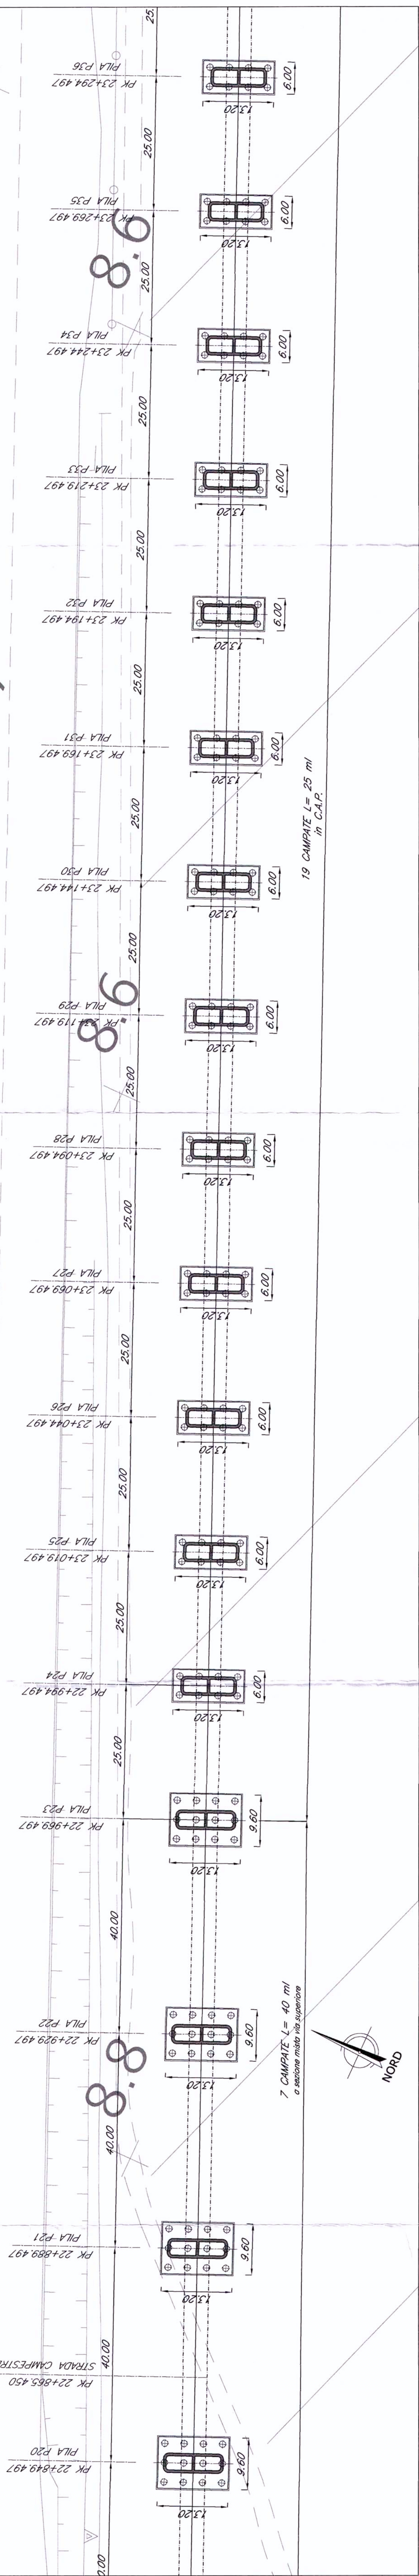 25.
PILA P36
PK 23+294.497
13.20
6.00
25.00
PILA P35
PK 23+269.497
13.20
6.00
8.9
25.00
PILA P34
PK 23+244.497
13.20
6.00
25.00
PILA P33
PK 23+219.497
13.20
6.00
25.00
PILA P32
PK 23+194.497
13.20
6.00
25.00
PILA P31
PK 23+169.497
13.20
6.00
19 CAMPATE L= 25 ml
in C.A.P.
25.00
PILA P30
PK 23+144.497
13.20
6.00
25.00
PILA P29
PK 23+119.497
13.20
6.00
8.9
25.00
PILA P28
PK 23+094.497
13.20
6.00
25.00
PILA P27
PK 23+069.497
13.20
6.00
25.00
PILA P26
PK 23+044.497
13.20
6.00
25.00
PILA P25
PK 23+019.497
13.20
6.00
25.00
PILA P24
PK 22+994.497
13.20
6.00
25.00
PILA P23
PK 22+969.497
13.20
9.60
40.00
PILA P22
PK 22+929.497
13.20
9.60
7 CAMPATE L= 40 ml
a sezione mista via superiore
NORD
8.8
40.00
PILA P21
PK 22+889.497
13.20
9.60
40.00
STRADA CAMPESTR
PK 22+865.450
PILA P20
PK 22+849.497
13.20
9.60
0.00